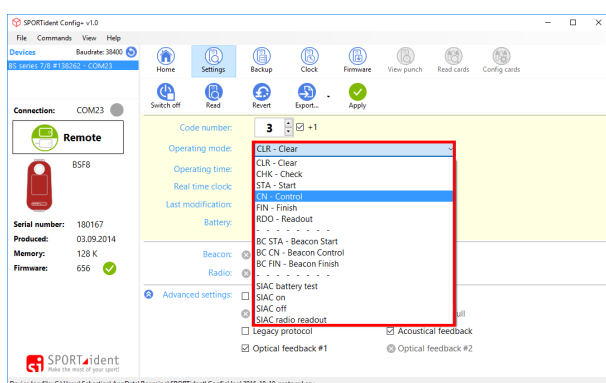 SPORTident Config+ v1.0
File Commands View Help
Devices Baudrate: 38400
BS series 7/8 #138262 - COM23
Home Settings Backup Clock Firmware View punch Read cards Config cards
Switch off Read Revert Export... Apply
Connection: COM23
Remote
BSF8
Serial number: 180167
Produced: 03.09.2014
Memory: 128 K
Firmware: 656
Code number: 3 +1
Operating mode: CLR - Clear
Operating time:
Real time clock:
Last modification:
Battery:
Beacon:
Radio:
Advanced settings:
CLR - Clear
CHK - Check
STA - Start
CN - Control
FIN - Finish
RDO - Readout
- - - - - - - -
BC STA - Beacon Start
BC CN - Beacon Control
BC FIN - Beacon Finish
- - - - - - - -
SIAC battery test
SIAC on
SIAC off
SIAC radio readout
ull
Legacy protocol Acoustical feedback
Optical feedback #1 Optical feedback #2
SPORTident
Make the most of your sport!